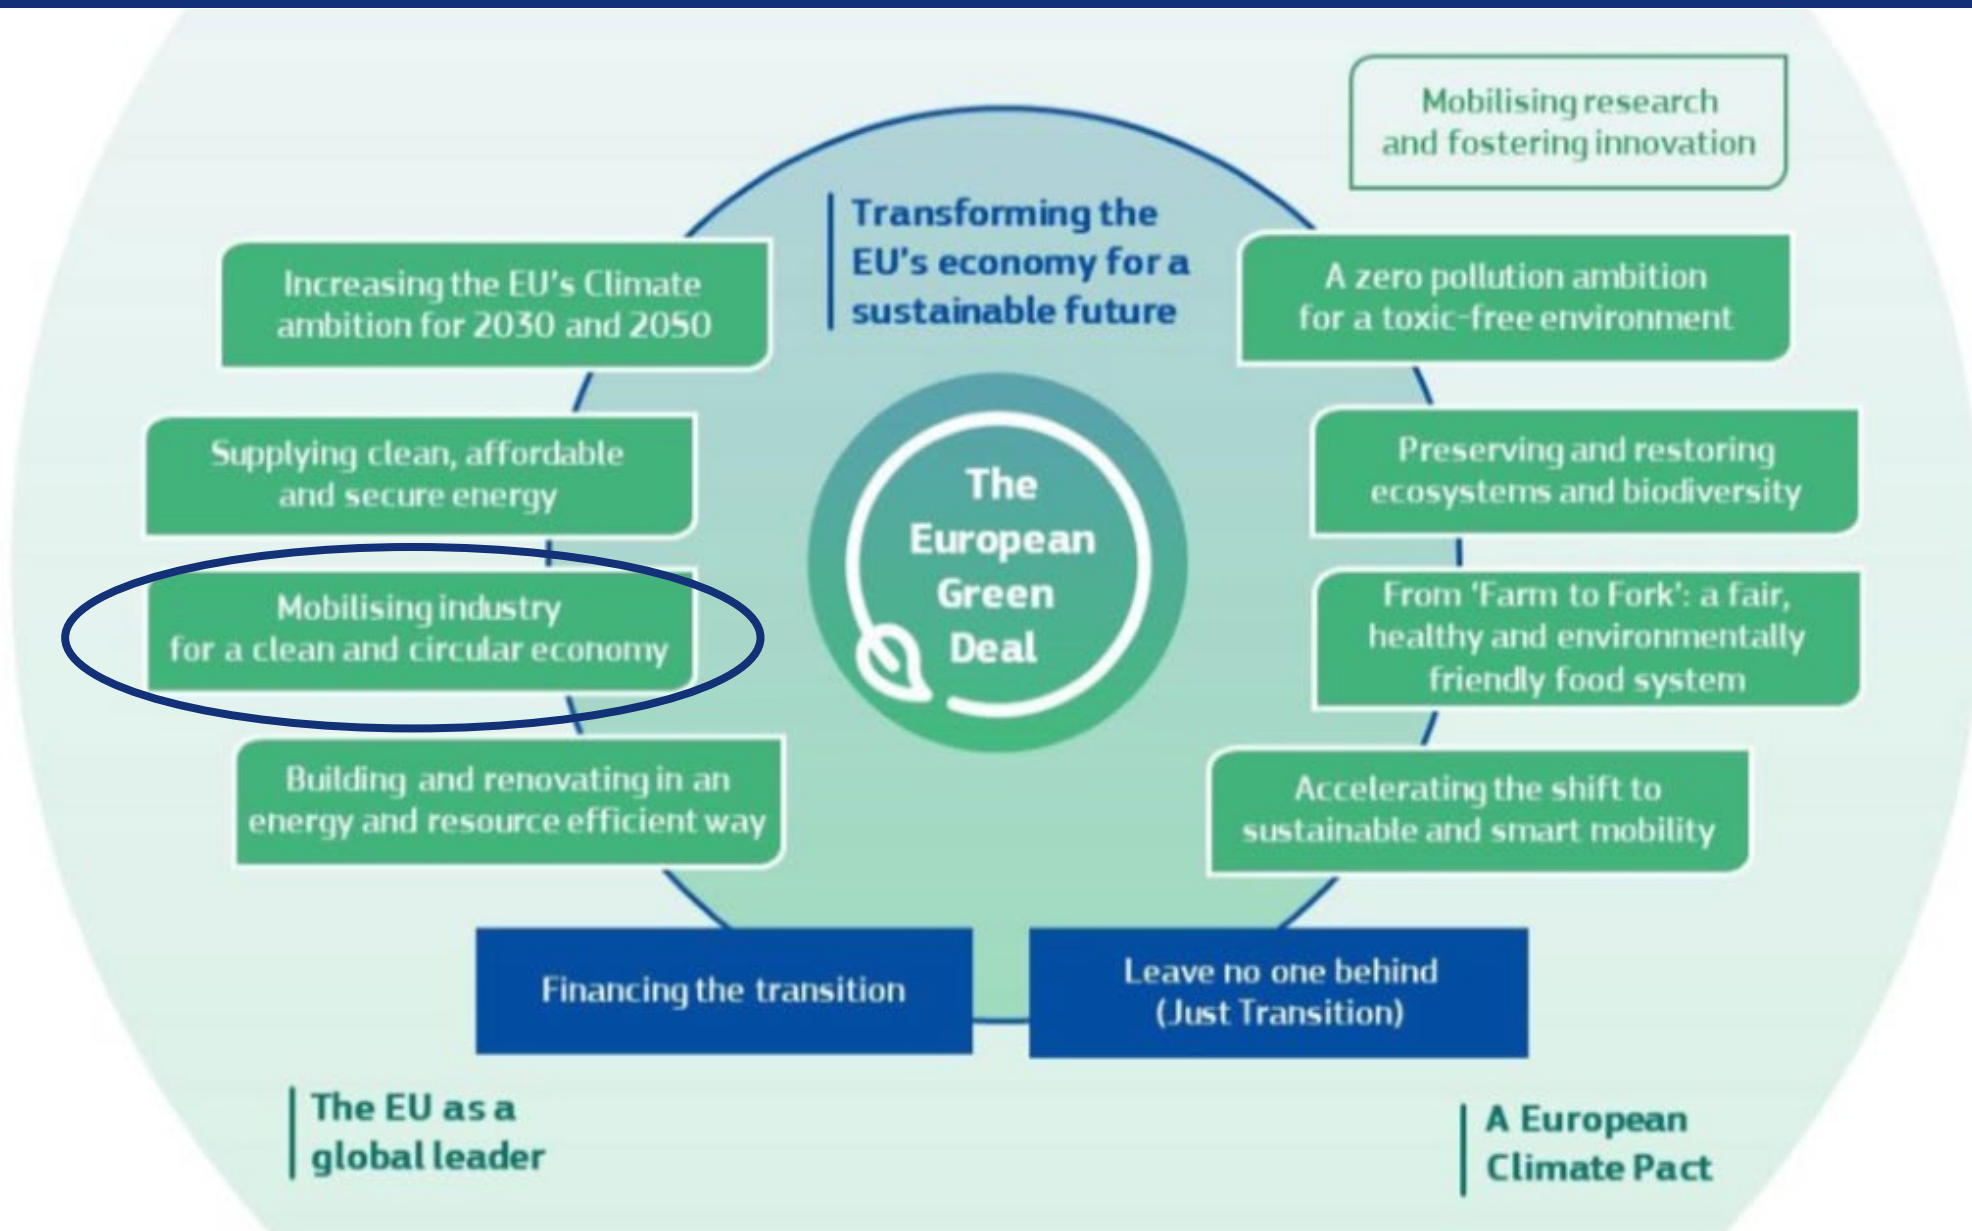 Mobilising research
and fostering innovation
Transforming the
EU's economy for a
sustainable future
Increasing the EU's Climate
ambition for 2030 and 2050
A zero pollution ambition
for a toxic-free environment
Supplying clean, affordable
and secure energy
Preserving and restoring
ecosystems and biodiversity
The
European
Green
Deal
Mobilising industry
for a clean and circular economy
From ‘Farm to Fork’: a fair,
healthy and environmentally
friendly food system
Building and renovating in an
energy and resource efficient way
Accelerating the shift to
sustainable and smart mobility
Financing the transition
Leave no one behind
(Just Transition)
The EU as a
global leader
A European
Climate Pact